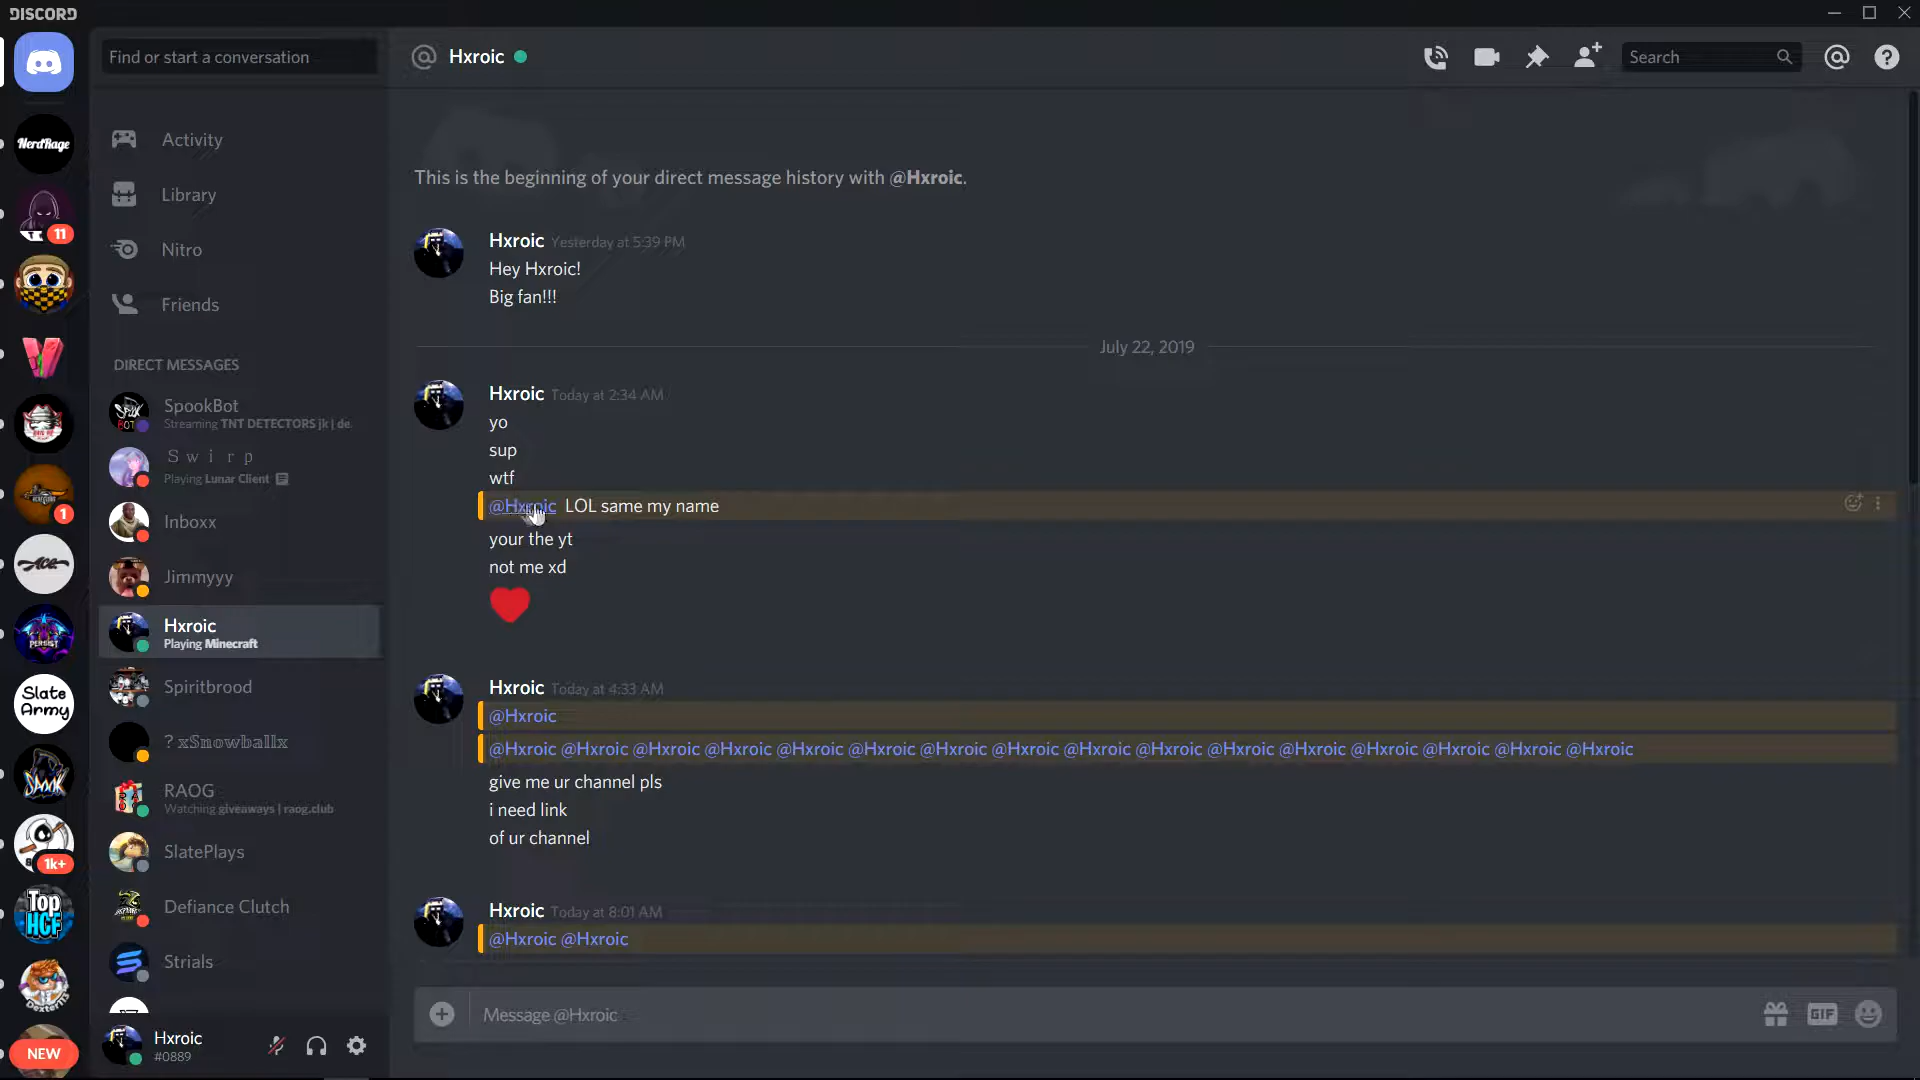 DISCORD
Find or start a conversation
Hxroic
Search
NerdRage
Activity
Library
Nitro
Friends
11
1
1k+
NEW
Slate
Army
PERSIST
SPOOK
Top
HCF
Dexter
DIRECT MESSAGES
SpookBot
Streaming TNT DETECTORS jk | de
S w i r p
Playing Lunar Client
Inboxx
Jimmyyy
Hxroic
Playing Minecraft
Spiritbrood
? xSnowballx
RAOG
Watching giveaways | raog.club
SlatePlays
Defiance Clutch
Strials
Hxroic
#0889
This is the beginning of your direct message history with @Hxroic.
Hxroic Yesterday at 5:39 PM
Hey Hxroic!
Big fan!!!
July 22, 2019
Hxroic Today at 2:34 AM
yo
sup
wtf
@Hxroic LOL same my name
your the yt
not me xd
Hxroic Today at 4:33 AM
@Hxroic
@Hxroic @Hxroic @Hxroic @Hxroic @Hxroic @Hxroic @Hxroic @Hxroic @Hxroic @Hxroic @Hxroic @Hxroic @Hxroic @Hxroic @Hxroic @Hxroic
give me ur channel pls
i need link
of ur channel
Hxroic Today at 8:01 AM
@Hxroic @Hxroic
Message @Hxroic
GIF